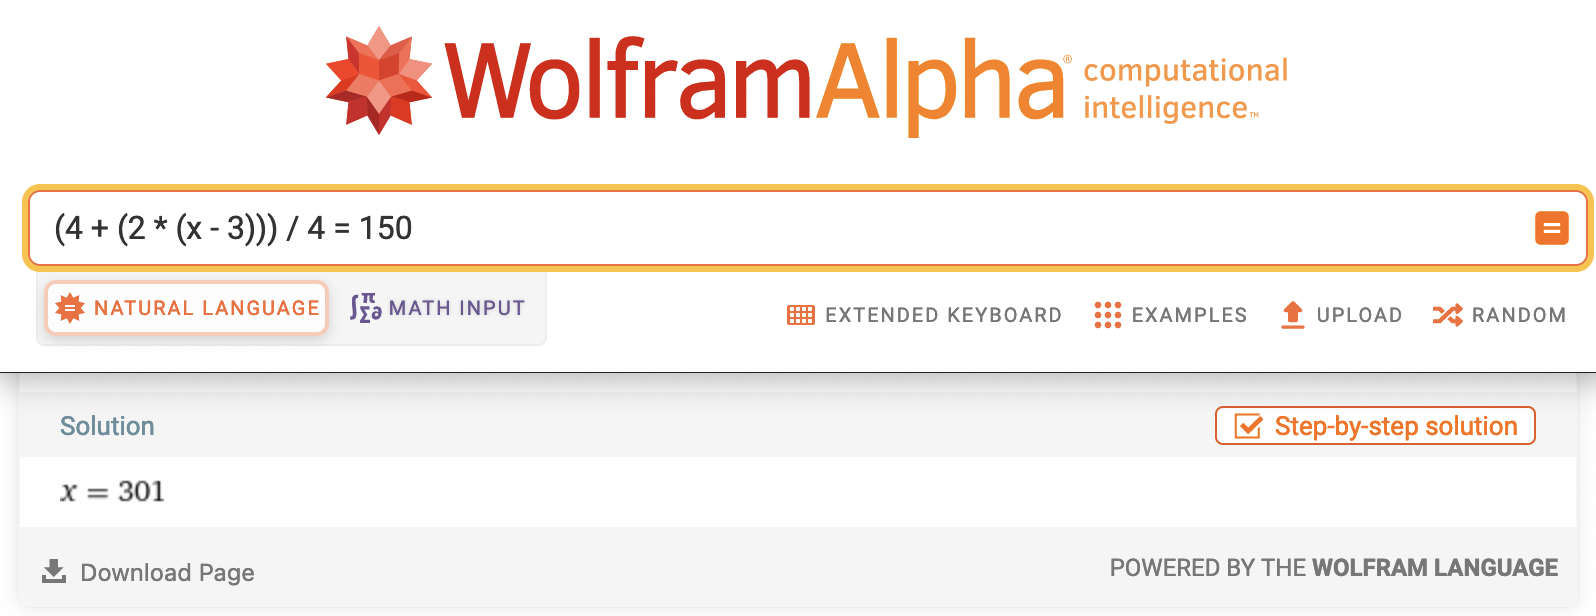 WolframAlpha® computational
intelligence™
(4 + (2 * (x - 3))) / 4 = 150
=
NATURAL LANGUAGE ∫π Σ∂ MATH INPUT EXTENDED KEYBOARD EXAMPLES UPLOAD RANDOM
Solution Step-by-step solution
x = 301
Download Page POWERED BY THE WOLFRAM LANGUAGE